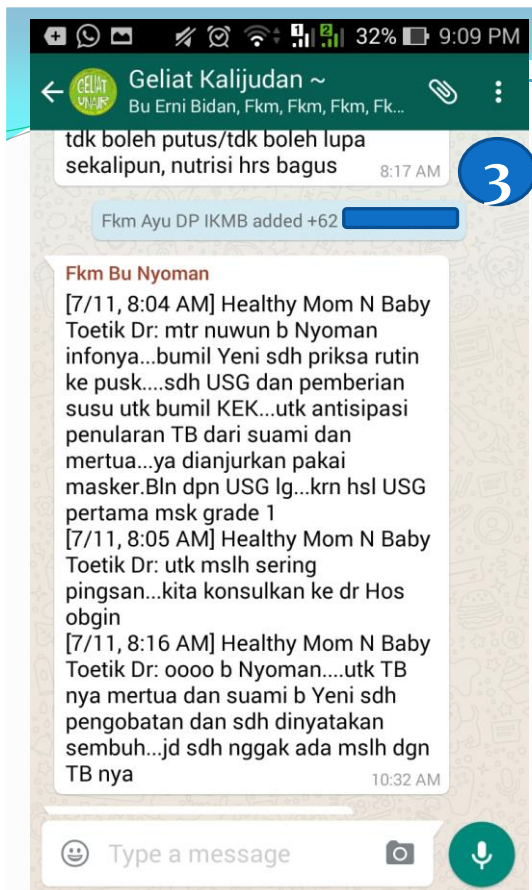 32% 9:09 PM
GELIAT
UNAIR
Geliat Kalijudan ~
Bu Erni Bidan, Fkm, Fkm, Fkm, Fk...
tdk boleh putus/tdk boleh lupa
sekalipun, nutrisi hrs bagus
8:17 AM
3
Fkm Ayu DP IKMB added +62
Fkm Bu Nyoman
[7/11, 8:04 AM] Healthy Mom N Baby
Toetik Dr: mtr nuwun b Nyoman
infonya...bumil Yeni sdh priksa rutin
ke pusk....sdh USG dan pemberian
susu utk bumil KEK...utk antisipasi
penularan TB dari suami dan
mertua...ya dianjurkan pakai
masker.Bln dpn USG lg...krn hsl USG
pertama msk grade 1
[7/11, 8:05 AM] Healthy Mom N Baby
Toetik Dr: utk mslh sering
pingsan...kita konsulkan ke dr Hos
obgin
[7/11, 8:16 AM] Healthy Mom N Baby
Toetik Dr: oooo b Nyoman....utk TB
nya mertua dan suami b Yeni sdh
pengobatan dan sdh dinyatakan
sembuh...jd sdh nggak ada mslh dgn
TB nya
10:32 AM
Type a message